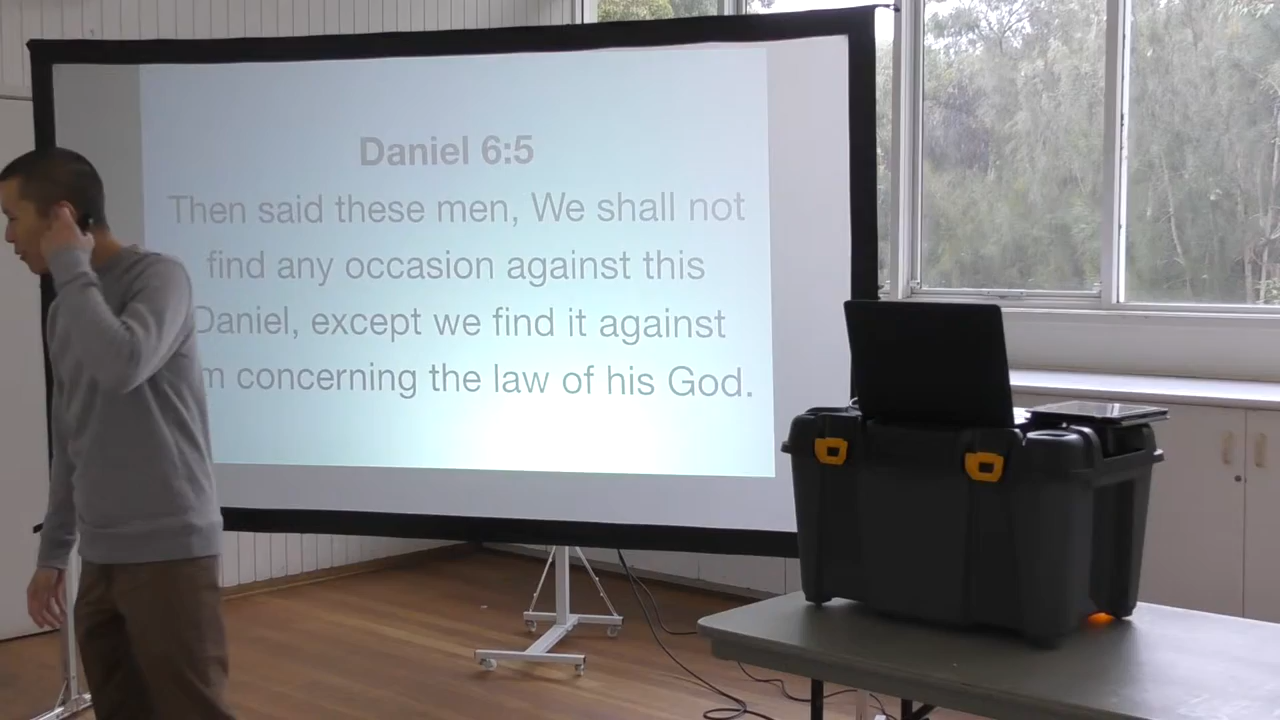 Daniel 6:5
Then said these men, We shall not
find any occasion against this
Daniel, except we find it against
concerning the law of his God.